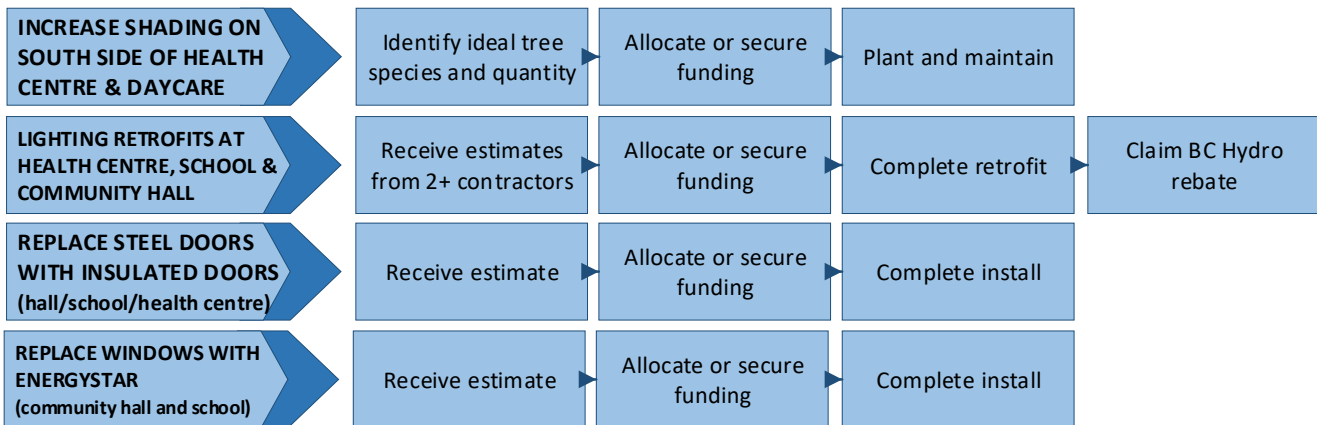 INCREASE SHADING ON
SOUTH SIDE OF HEALTH
CENTRE & DAYCARE
Identify ideal tree
species and quantity
Allocate or secure
funding
Plant and maintain
LIGHTING RETROFITS AT
HEALTH CENTRE, SCHOOL &
COMMUNITY HALL
Receive estimates
from 2+ contractors
Allocate or secure
funding
Complete retrofit
Claim BC Hydro
rebate
REPLACE STEEL DOORS
WITH INSULATED DOORS
(hall/school/health centre)
Receive estimate
Allocate or secure
funding
Complete install
REPLACE WINDOWS WITH
ENERGYSTAR
(community hall and school)
Receive estimate
Allocate or secure
funding
Complete install